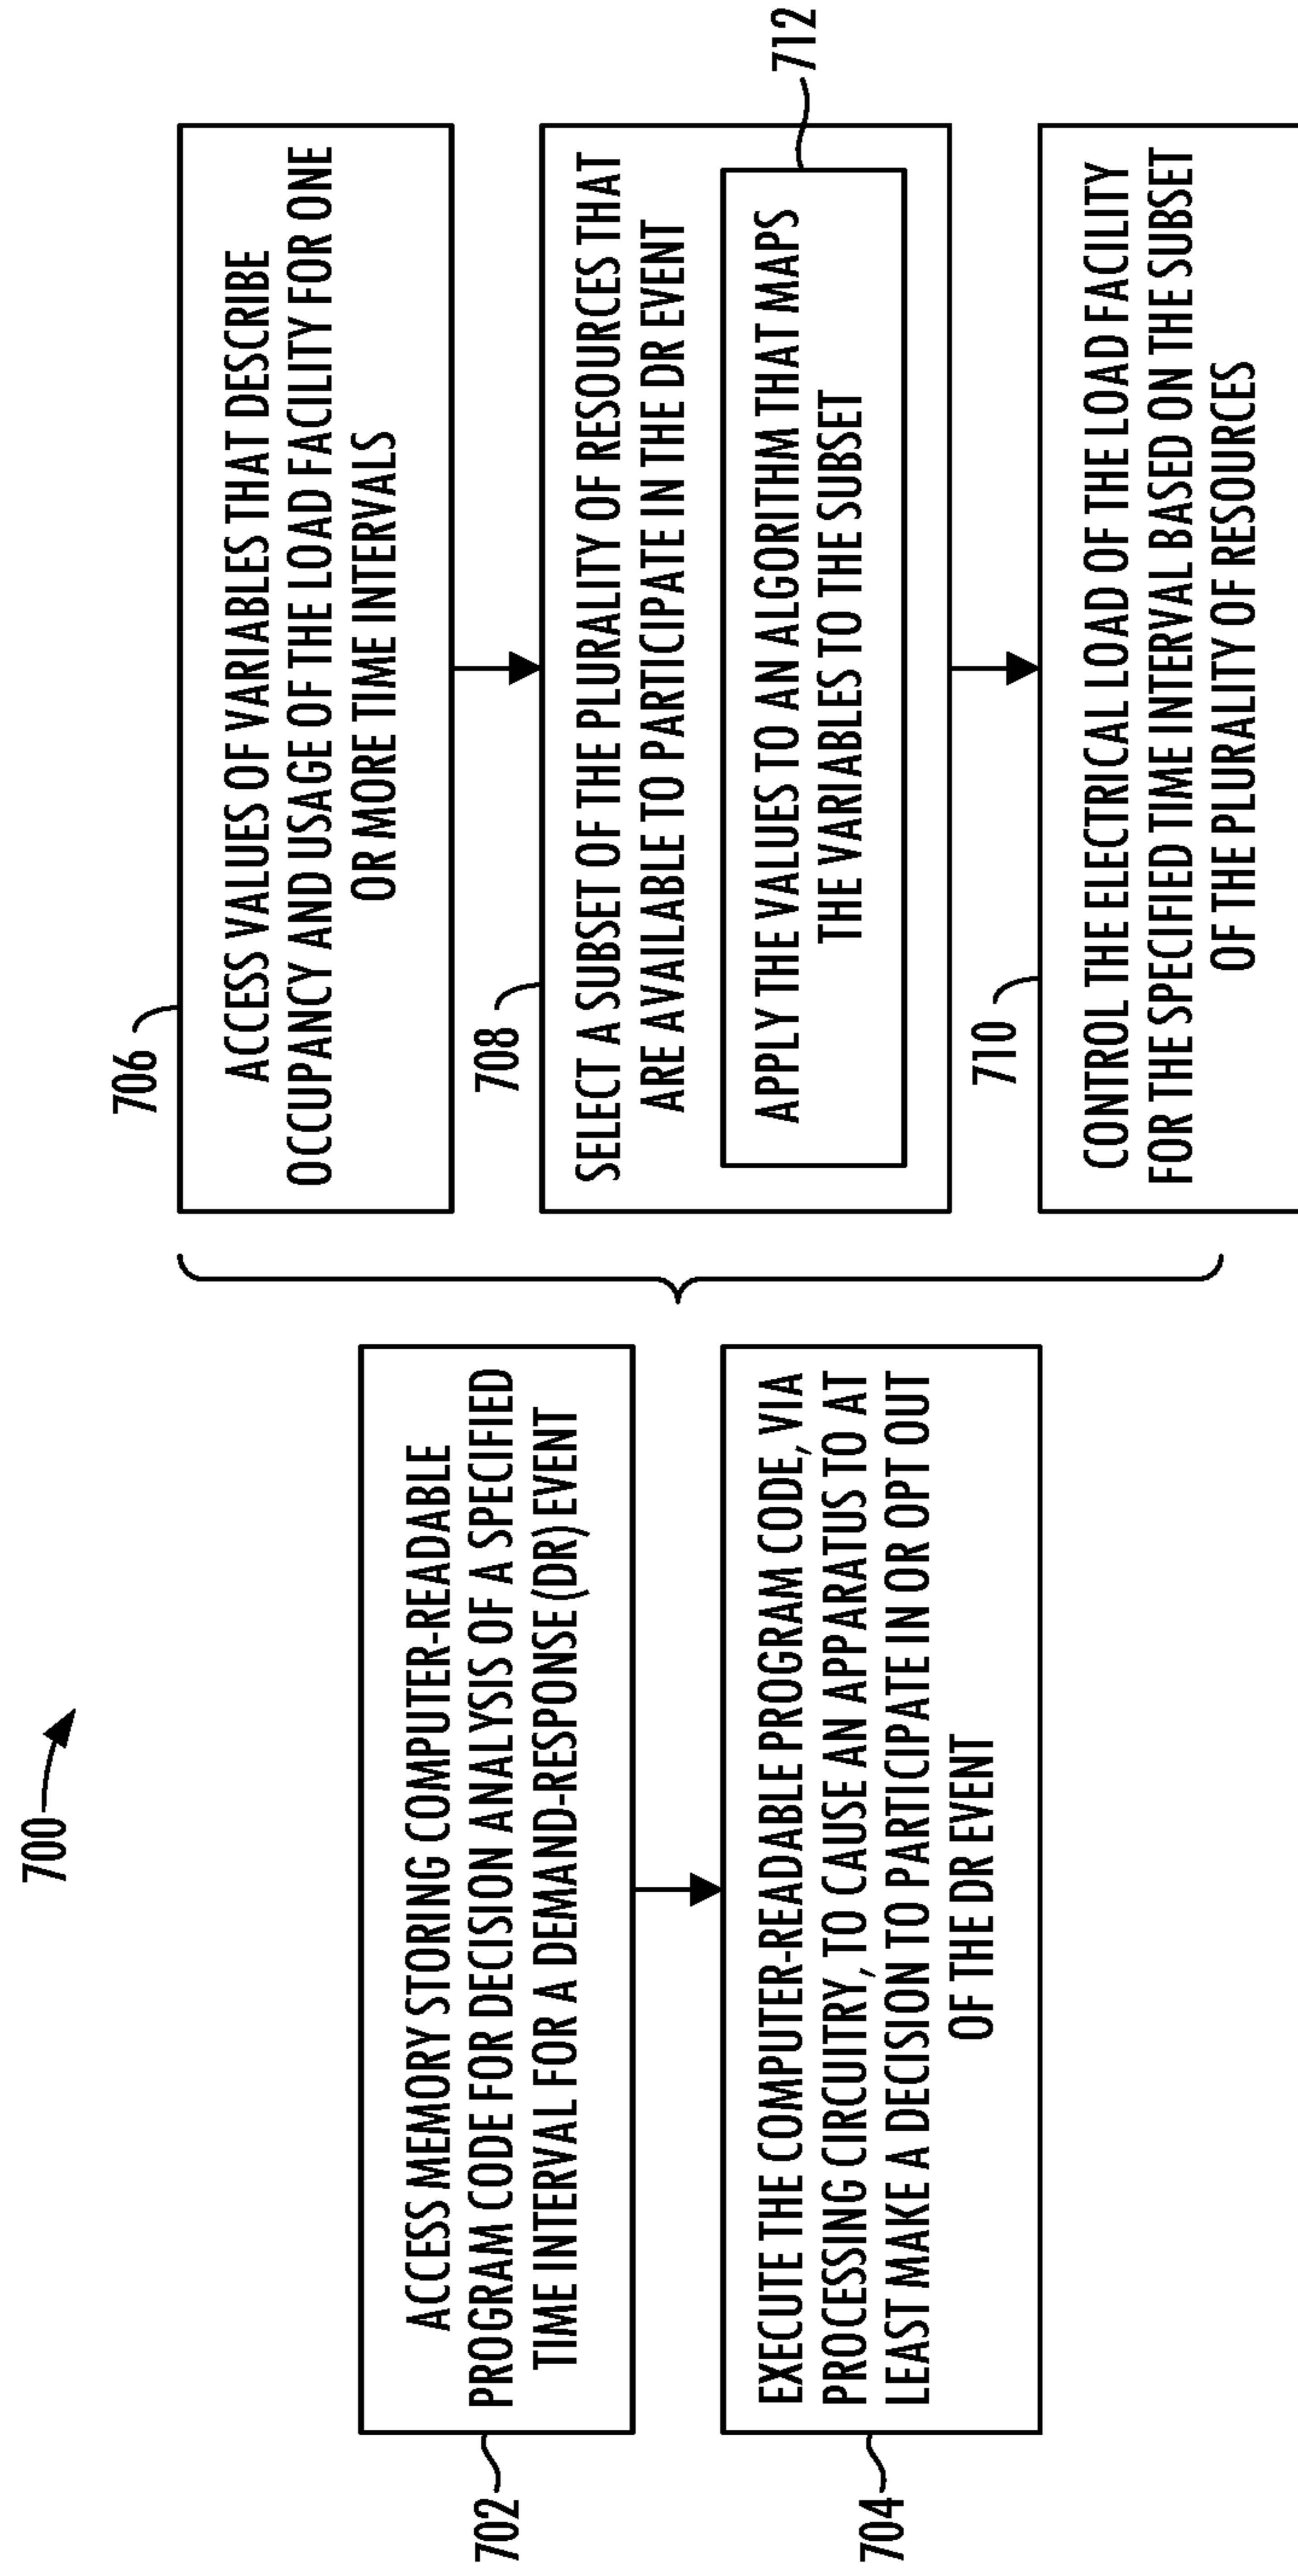 700
702
ACCESS MEMORY STORING COMPUTER-READABLE
PROGRAM CODE FOR DECISION ANALYSIS OF A SPECIFIED
TIME INTERVAL FOR A DEMAND-RESPONSE (DR) EVENT
704
EXECUTE THE COMPUTER-READABLE PROGRAM CODE, VIA
PROCESSING CIRCUITRY, TO CAUSE AN APPARATUS TO AT
LEAST MAKE A DECISION TO PARTICIPATE IN OR OPT OUT
OF THE DR EVENT
706
ACCESS VALUES OF VARIABLES THAT DESCRIBE
OCCUPANCY AND USAGE OF THE LOAD FACILITY FOR ONE
OR MORE TIME INTERVALS
708
SELECT A SUBSET OF THE PLURALITY OF RESOURCES THAT
ARE AVAILABLE TO PARTICIPATE IN THE DR EVENT
712
APPLY THE VALUES TO AN ALGORITHM THAT MAPS
THE VARIABLES TO THE SUBSET
710
CONTROL THE ELECTRICAL LOAD OF THE LOAD FACILITY
FOR THE SPECIFIED TIME INTERVAL BASED ON THE SUBSET
OF THE PLURALITY OF RESOURCES